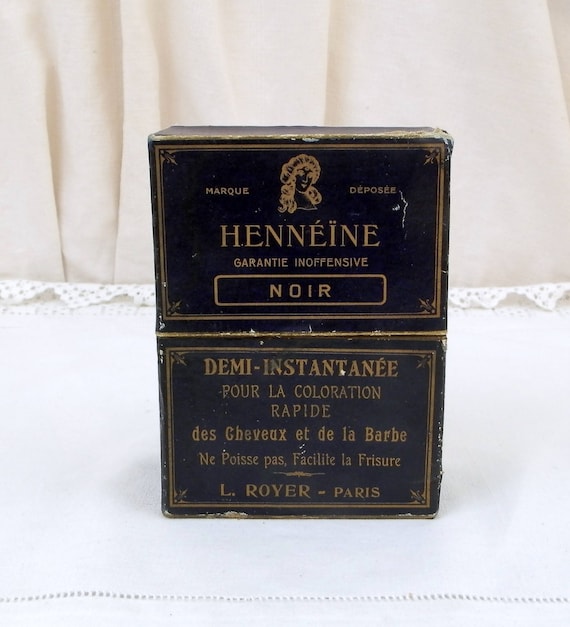 MARQUE DÉPOSÉE
HENNÉÏNE
GARANTIE INOFFENSIVE
NOIR
DEMI-INSTANTANÉE
POUR LA COLORATION
RAPIDE
des Cheveux et de la Barbe
Ne Poisse pas, Facilite la Frisure
L. ROYER - PARIS